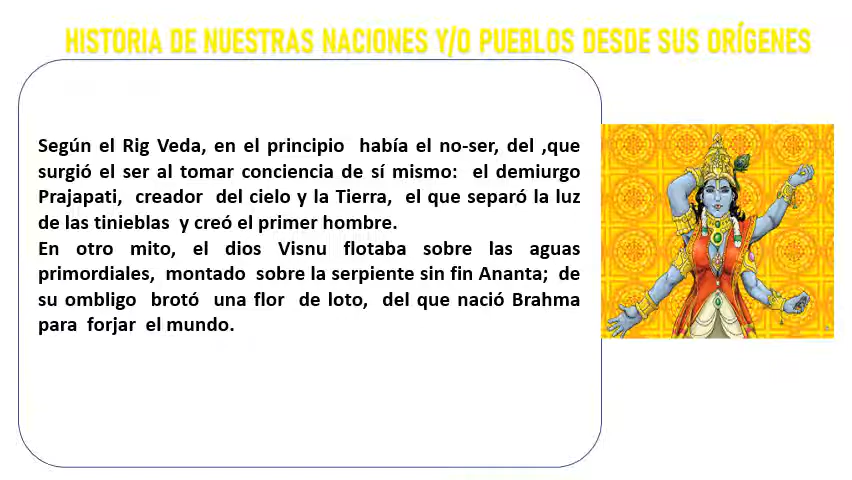 HISTORIA DE NUESTRAS NACIONES Y/O PUEBLOS DESDE SUS ORÍGENES
Según el Rig Veda, en el principio había el no-ser, del ,que
surgió el ser al tomar conciencia de sí mismo: el demiurgo
Prajapati, creador del cielo y la Tierra, el que separó la luz
de las tinieblas y creó el primer hombre.
En otro mito, el dios Visnu flotaba sobre las aguas
primordiales, montado sobre la serpiente sin fin Ananta; de
su ombligo brotó una flor de loto, del que nació Brahma
para forjar el mundo.